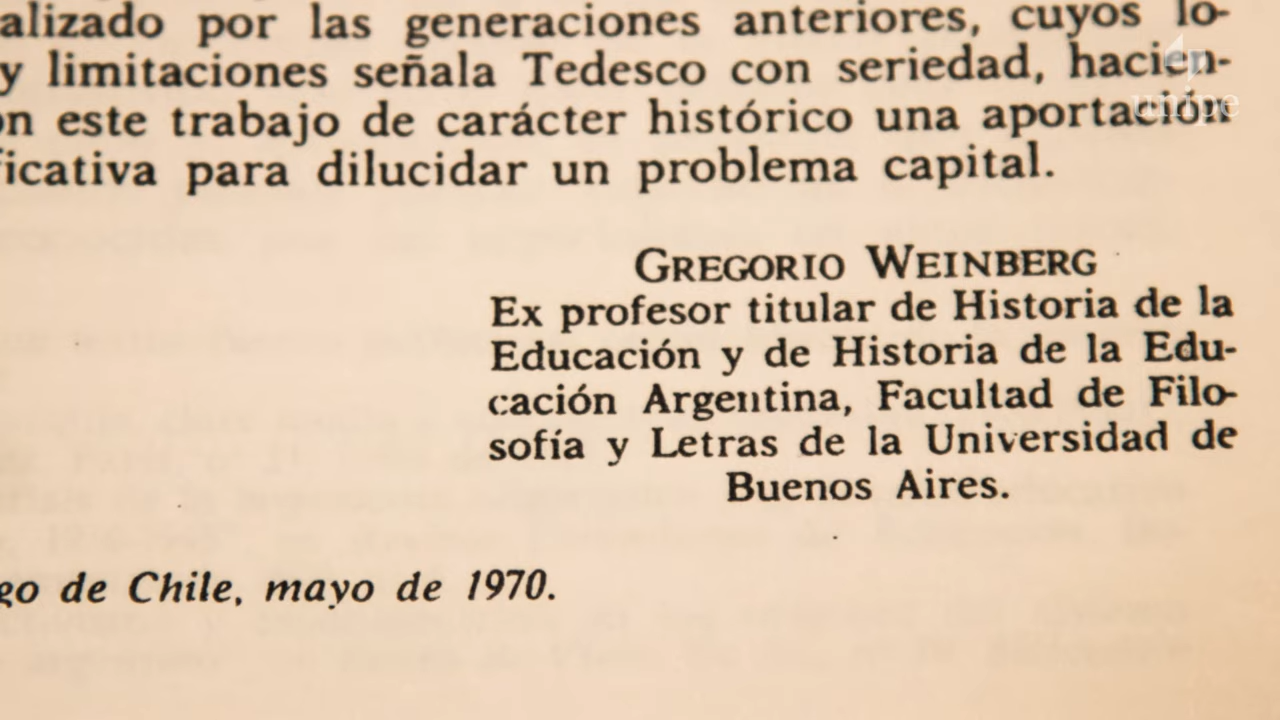 alizado por las generaciones anteriores, cuyos lo-
y limitaciones señala Tedesco con seriedad, hacien-
on este trabajo de carácter histórico una aportación
ficativa para dilucidar un problema capital.
GREGORIO WEINBERG
Ex profesor titular de Historia de la
Educación y de Historia de la Edu-
cación Argentina, Facultad de Filo-
sofía y Letras de la Universidad de
Buenos Aires.
go de Chile, mayo de 1970.
unipe